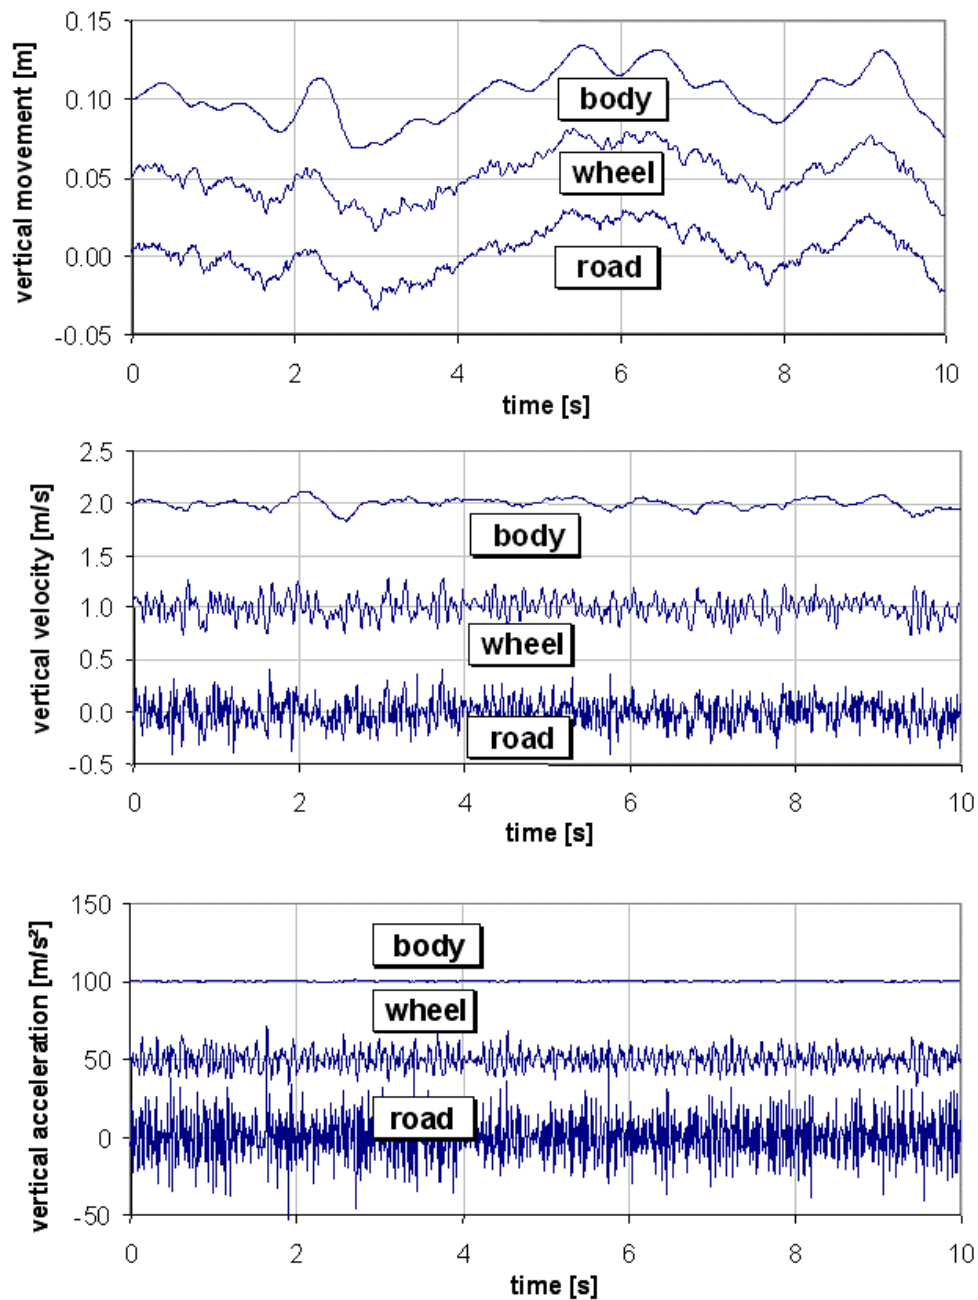 vertical movement [m]
0.15
0.10
0.05
0.00
-0.05
body
wheel
road
0 2 4 6 8 10
time [s]
vertical velocity [m/s]
2.5
2.0
1.5
1.0
0.5
0.0
-0.5
body
wheel
road
0 2 4 6 8 10
time [s]
vertical acceleration [m/s²]
150
100
50
0
-50
body
wheel
road
0 2 4 6 8 10
time [s]